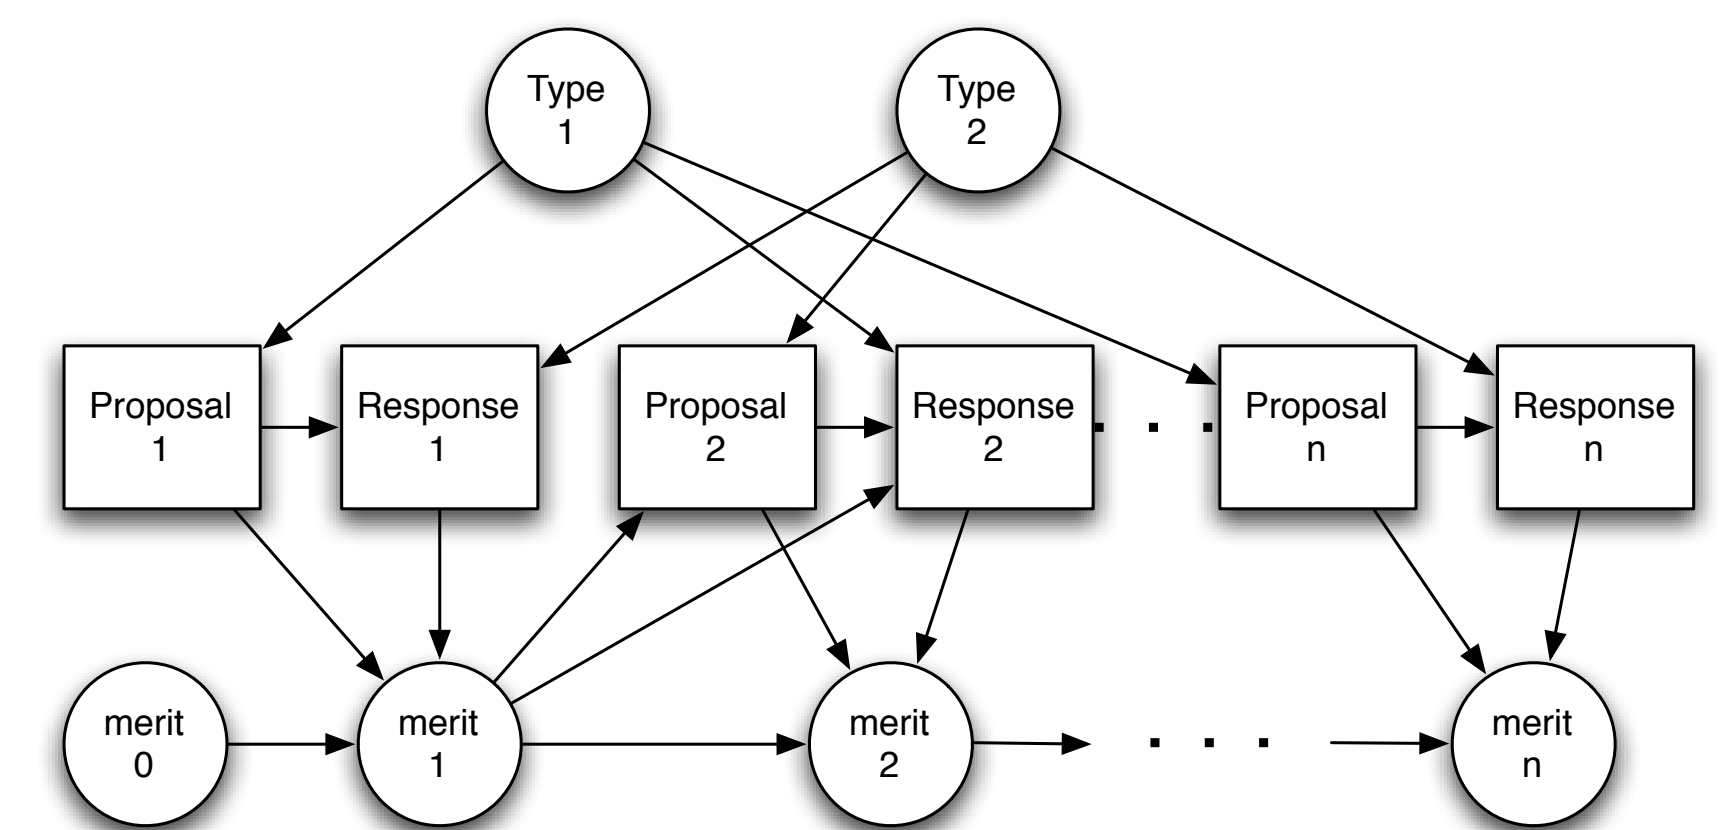 Type
1
Type
2
Proposal
1
Response
1
Proposal
2
Response
2
. . .
Proposal
n
Response
n
merit
0
merit
1
merit
2
. . .
merit
n